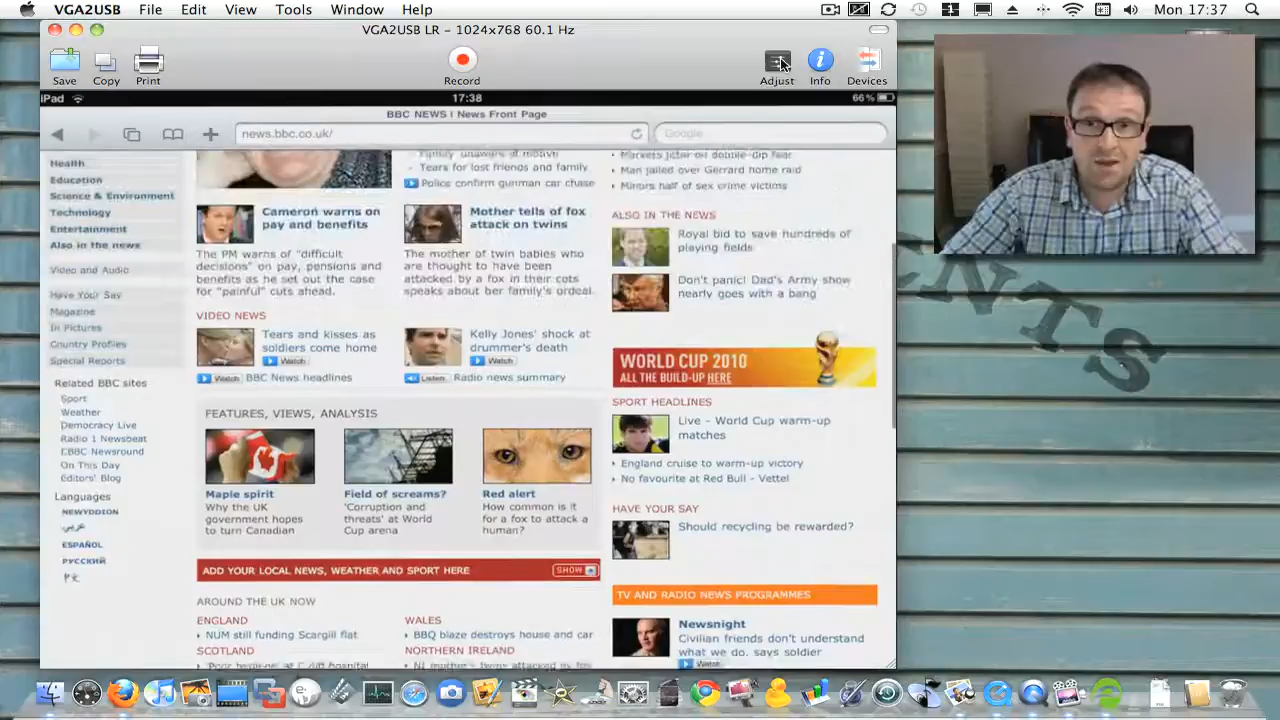 VGA2USB File Edit View Tools Window Help
1 Mon 17:37
VGA2USB LR - 1024x768 60.1 Hz
Save Copy Print Record Adjust Info Devices
iPad 17:38 66%
BBC NEWS | News Front Page
news.bbc.co.uk/ Google
Health
Education
Science & Environment
Technology
Entertainment
Also in the news
Video and Audio
Have Your Say
Magazine
In Pictures
Country Profiles
Special Reports
Related BBC sites
Sport
Weather
Democracy Live
Radio 1 Newsbeat
CBBC Newsround
On This Day
Editors' Blog
Languages
NEWYDDION
عربي
ESPAÑOL
РУССКИЙ
中文
Family unaware of motive
Tears for lost friends and family
Police confirm gunman car chase
Cameron warns on
pay and benefits
The PM warns of "difficult
decisions" on pay, pensions and
benefits as he set out the case
for "painful" cuts ahead.
Mother tells of fox
attack on twins
The mother of twin babies who
are thought to have been
attacked by a fox in their cots
speaks about her family's ordeal.
VIDEO NEWS
Tears and kisses as
soldiers come home
Watch
Kelly Jones' shock at
drummer's death
Watch
Watch BBC News headlines
Listen Radio news summary
FEATURES, VIEWS, ANALYSIS
Maple spirit
Why the UK
government hopes
to turn Canadian
Field of screams?
'Corruption and
threats' at World
Cup arena
Red alert
How common is it
for a fox to attack a
human?
ADD YOUR LOCAL NEWS, WEATHER AND SPORT HERE SHOW
AROUND THE UK NOW
ENGLAND
NUM still funding Scargill flat
SCOTLAND
WALES
BBQ blaze destroys house and car
NORTHERN IRELAND
Markets jitter on double-dip fear
Man jailed over Gerrard home raid
Minors half of sex crime victims
ALSO IN THE NEWS
Royal bid to save hundreds of
playing fields
Don't panic! Dad's Army show
nearly goes with a bang
WORLD CUP 2010
ALL THE BUILD-UP HERE
SPORT HEADLINES
Live - World Cup warm-up
matches
England cruise to warm-up victory
No favourite at Red Bull - Vettel
HAVE YOUR SAY
Should recycling be rewarded?
TV AND RADIO NEWS PROGRAMMES
Newsnight
Civilian friends don't understand
what we do, says soldier
Watch
NTS